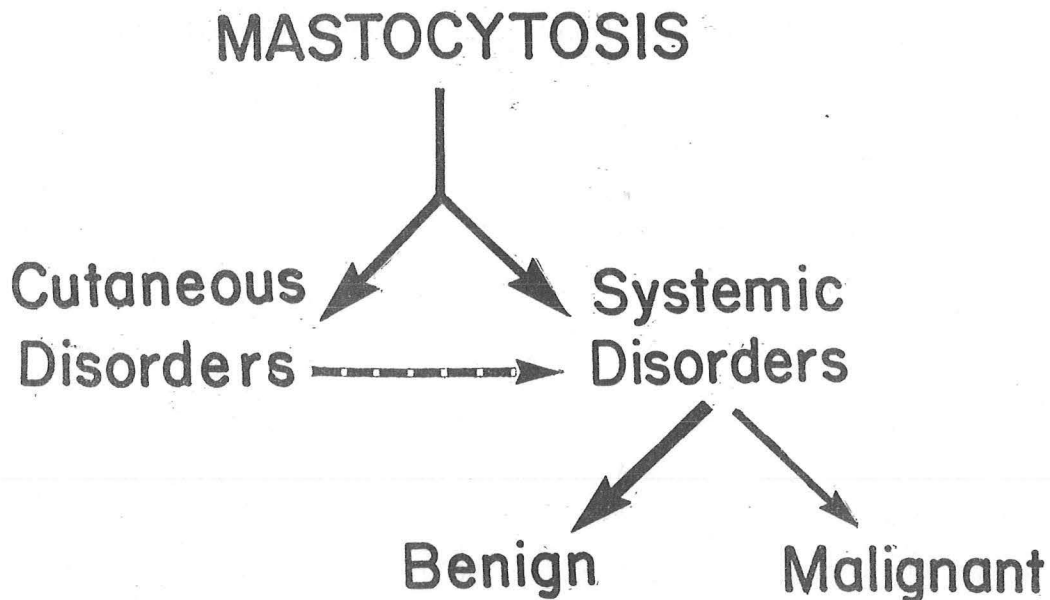 MASTOCYTOSIS
Cutaneous
Disorders
Systemic
Disorders
Benign
Malignant